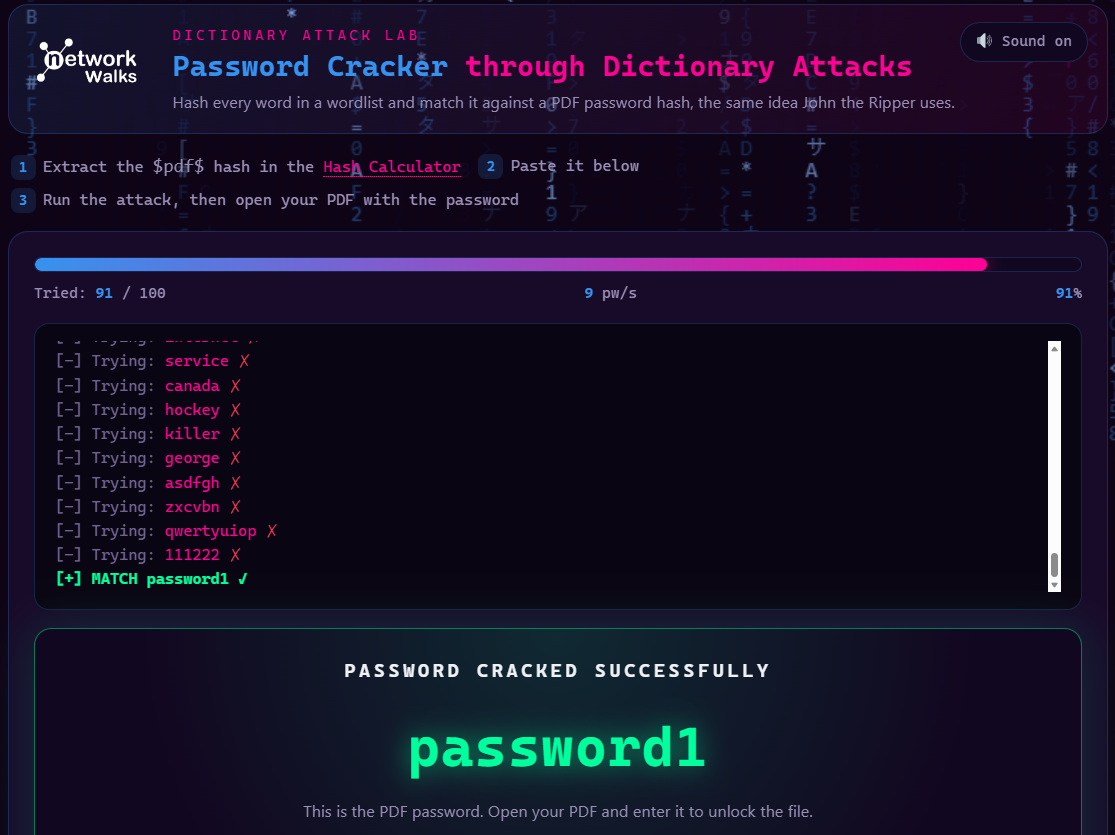 network
Walks
DICTIONARY ATTACK LAB
Password Cracker through Dictionary Attacks
Hash every word in a wordlist and match it against a PDF password hash, the same idea John the Ripper uses.
Sound on
1 Extract the $pdf$ hash in the Hash Calculator 2 Paste it below
3 Run the attack, then open your PDF with the password
Tried: 91 / 100 9 pw/s 91%
[-] Trying: service ✗
[-] Trying: canada ✗
[-] Trying: hockey ✗
[-] Trying: killer ✗
[-] Trying: george ✗
[-] Trying: asdfgh ✗
[-] Trying: zxcvbn ✗
[-] Trying: qwertyuiop ✗
[-] Trying: 111222 ✗
[+] MATCH password1 ✓
PASSWORD CRACKED SUCCESSFULLY
password1
This is the PDF password. Open your PDF and enter it to unlock the file.